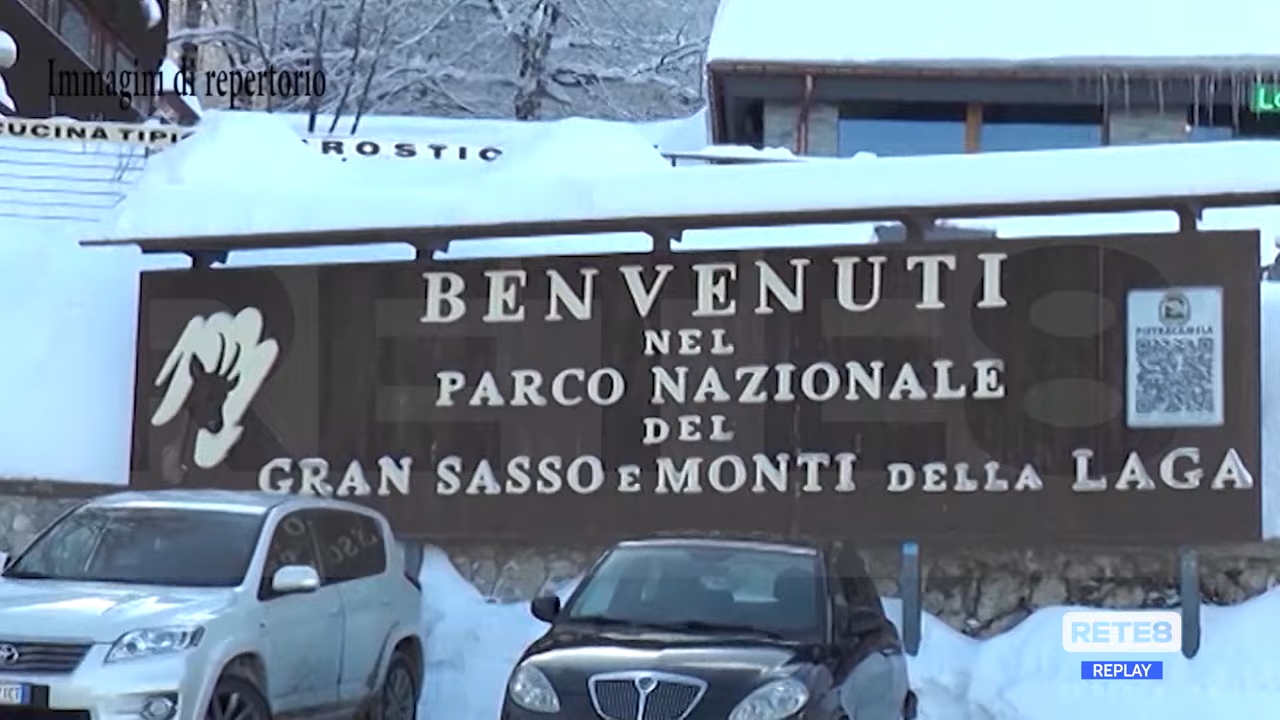 Immagini di repertorio
CUCINA TIPIC
ROSTIC
BENVENUTI
NEL
PARCO NAZIONALE
DEL
GRAN SASSO E MONTI DELLA LAGA
PIETRACAMELA
RETE8
RETE8
REPLAY